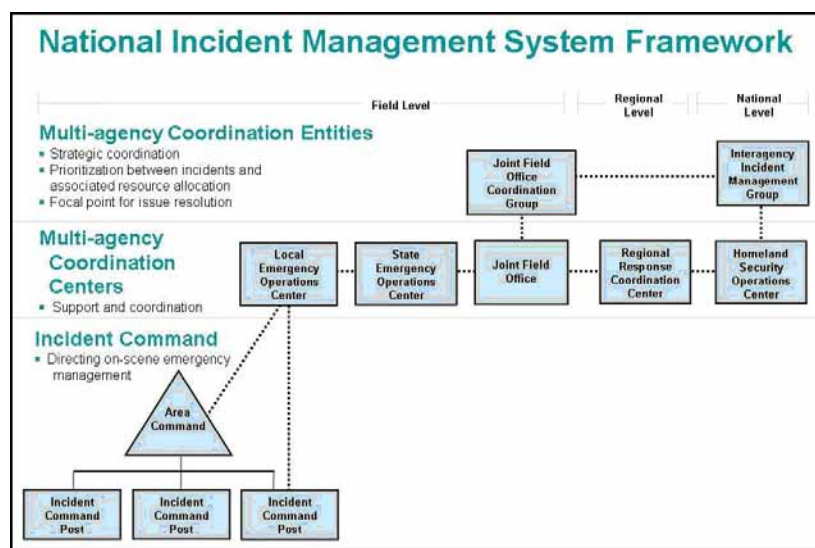 National Incident Management System Framework
Field Level
Regional
Level
National
Level
Multi-agency Coordination Entities
▪ Strategic coordination
▪ Prioritization between incidents and
associated resource allocation
▪ Focal point for issue resolution
Joint Field
Office
Coordination
Group
Interagency
Incident
Management
Group
Multi-agency
Coordination
Centers
▪ Support and coordination
Local
Emergency
Operations
Center
State
Emergency
Operations
Center
Joint Field
Office
Regional
Response
Coordination
Center
Homeland
Security
Operations
Center
Incident Command
▪ Directing on-scene emergency
management
Area
Command
Incident
Command
Post
Incident
Command
Post
Incident
Command
Post